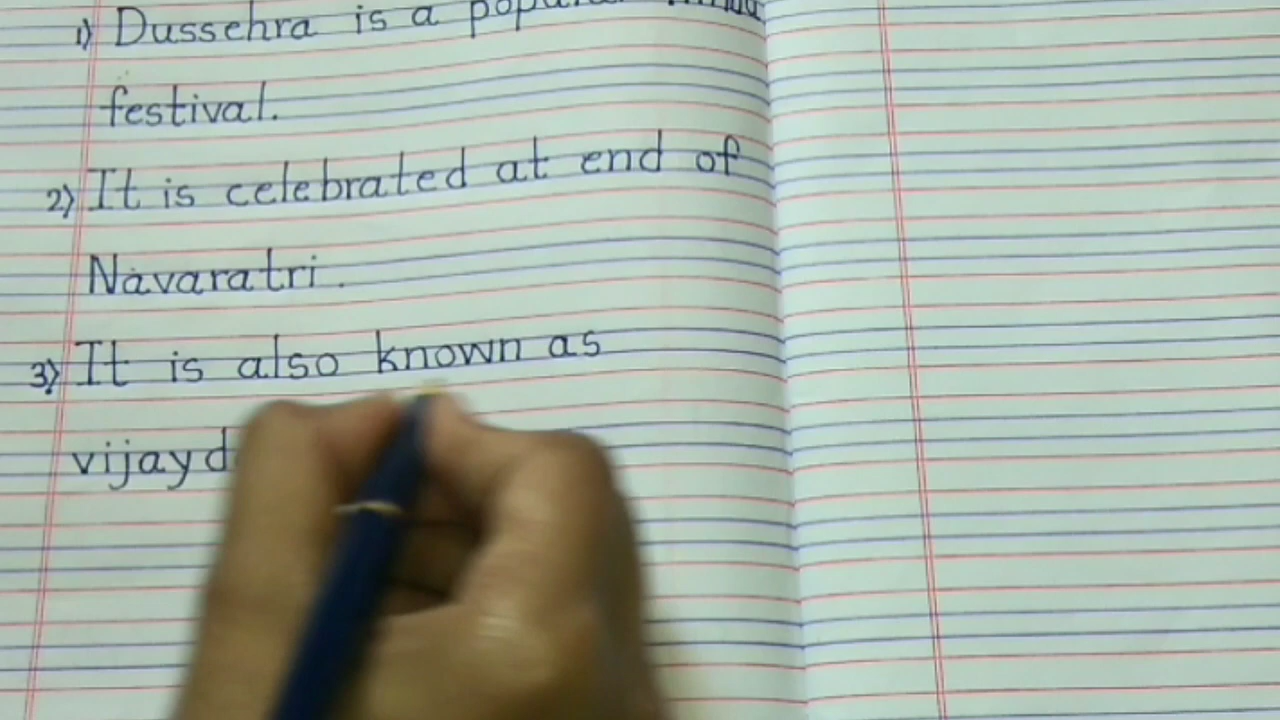 1) Dussehra is a
festival.
2) It is celebrated at end of
Navaratri.
3) It is also known as
vijayd